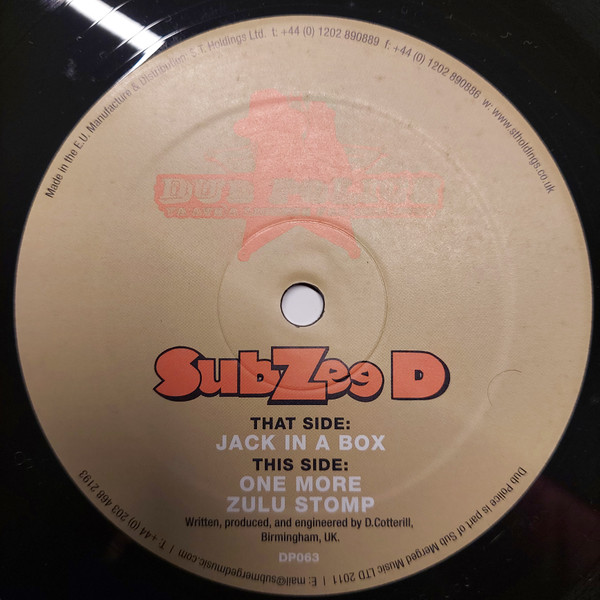 Made in the E.U. Manufacture & Distribution: S.T. Holdings Ltd. t: +44 (0) 1202 890889 f: +44 (0) 1202 890886 w: www.stholdings.co.uk
DUB POLICE
SubZee D
THAT SIDE:
JACK IN A BOX
THIS SIDE:
ONE MORE
ZULU STOMP
Written, produced, and engineered by D.Cotterill,
Birmingham, UK.
DP063
Dub Police is part of Sub Merged Music LTD 2011 | E: mail@submergedmusic.com | T: +44 (0) 203 468 2193